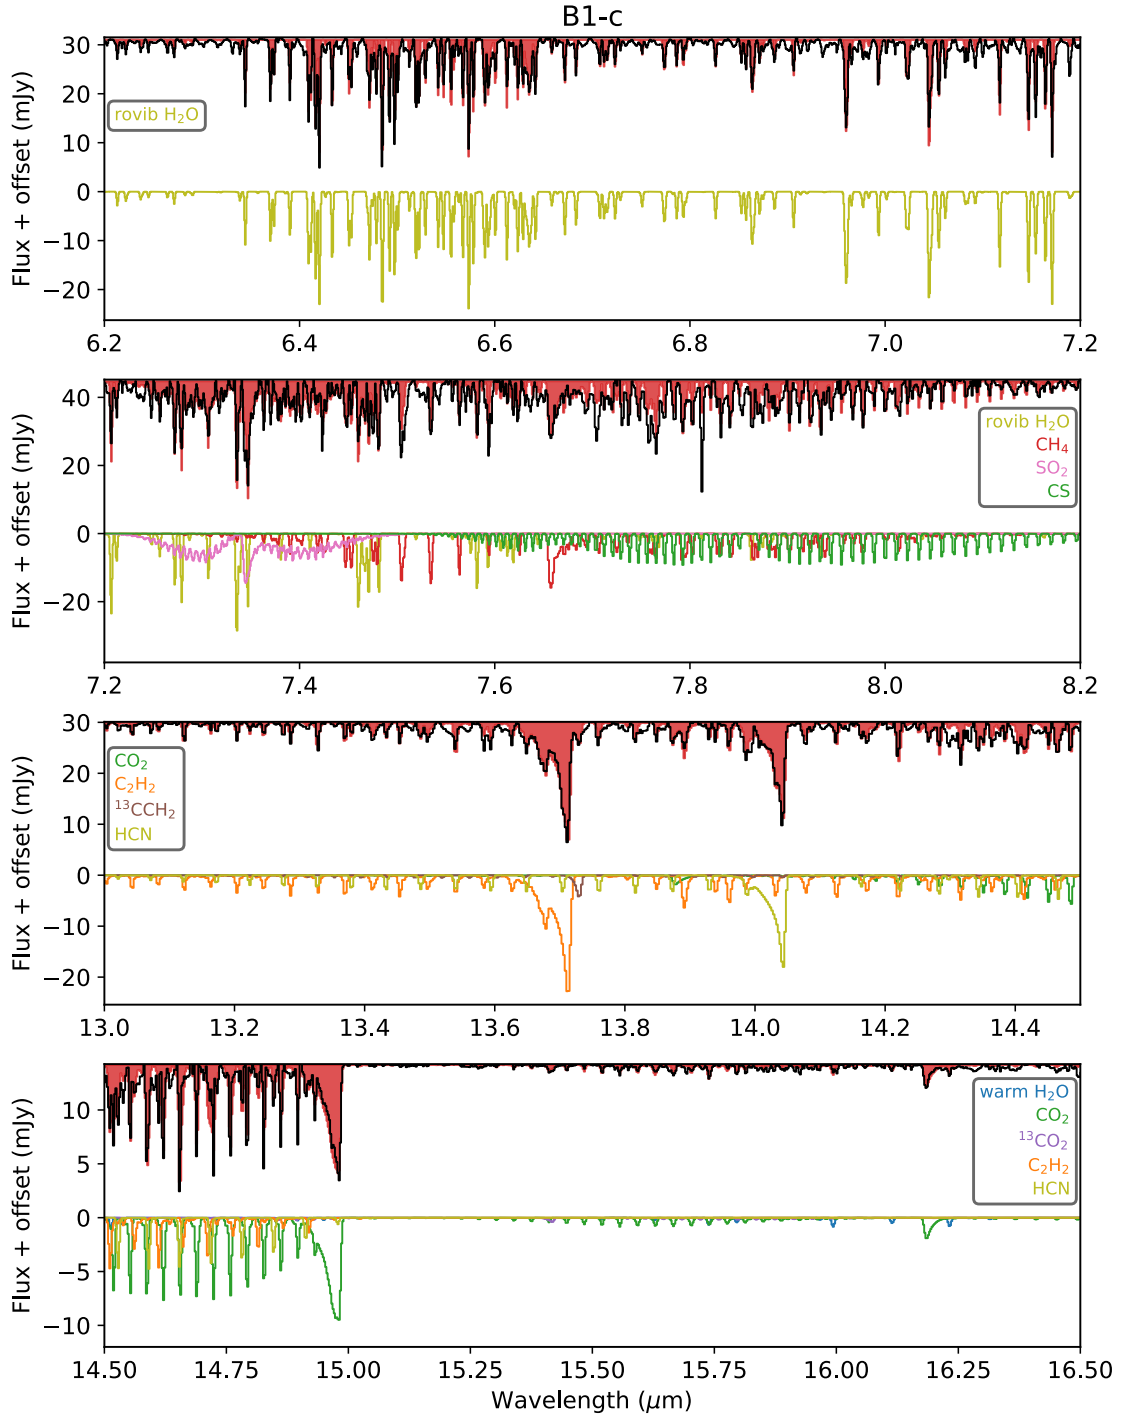 B1-c
Flux + offset (mJy)
30
20
10
0
−10
−20
rovib H₂O
6.2 6.4 6.6 6.8 7.0 7.2
Flux + offset (mJy)
40
20
0
−20
rovib H₂O
CH₄
SO₂
CS
7.2 7.4 7.6 7.8 8.0 8.2
Flux + offset (mJy)
30
20
10
0
−10
−20
CO₂
C₂H₂
¹³CCH₂
HCN
13.0 13.2 13.4 13.6 13.8 14.0 14.2 14.4
Flux + offset (mJy)
10
5
0
−5
−10
warm H₂O
CO₂
¹³CO₂
C₂H₂
HCN
14.50 14.75 15.00 15.25 15.50 15.75 16.00 16.25 16.50
Wavelength (μm)